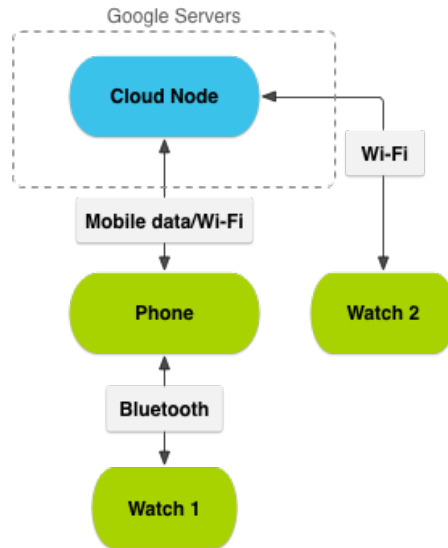 Google Servers
Cloud Node
Wi-Fi
Mobile data/Wi-Fi
Phone
Watch 2
Bluetooth
Watch 1